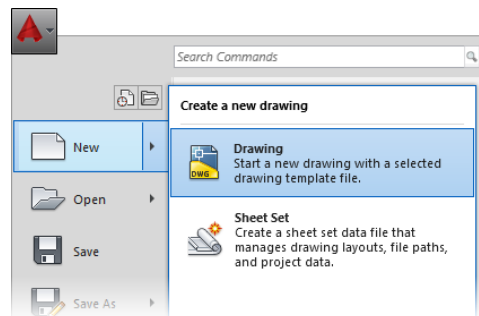 Search Commands
Create a new drawing
New
Drawing
Start a new drawing with a selected
drawing template file.
DWG
Open
Sheet Set
Create a sheet set data file that
manages drawing layouts, file paths,
and project data.
Save
Save As